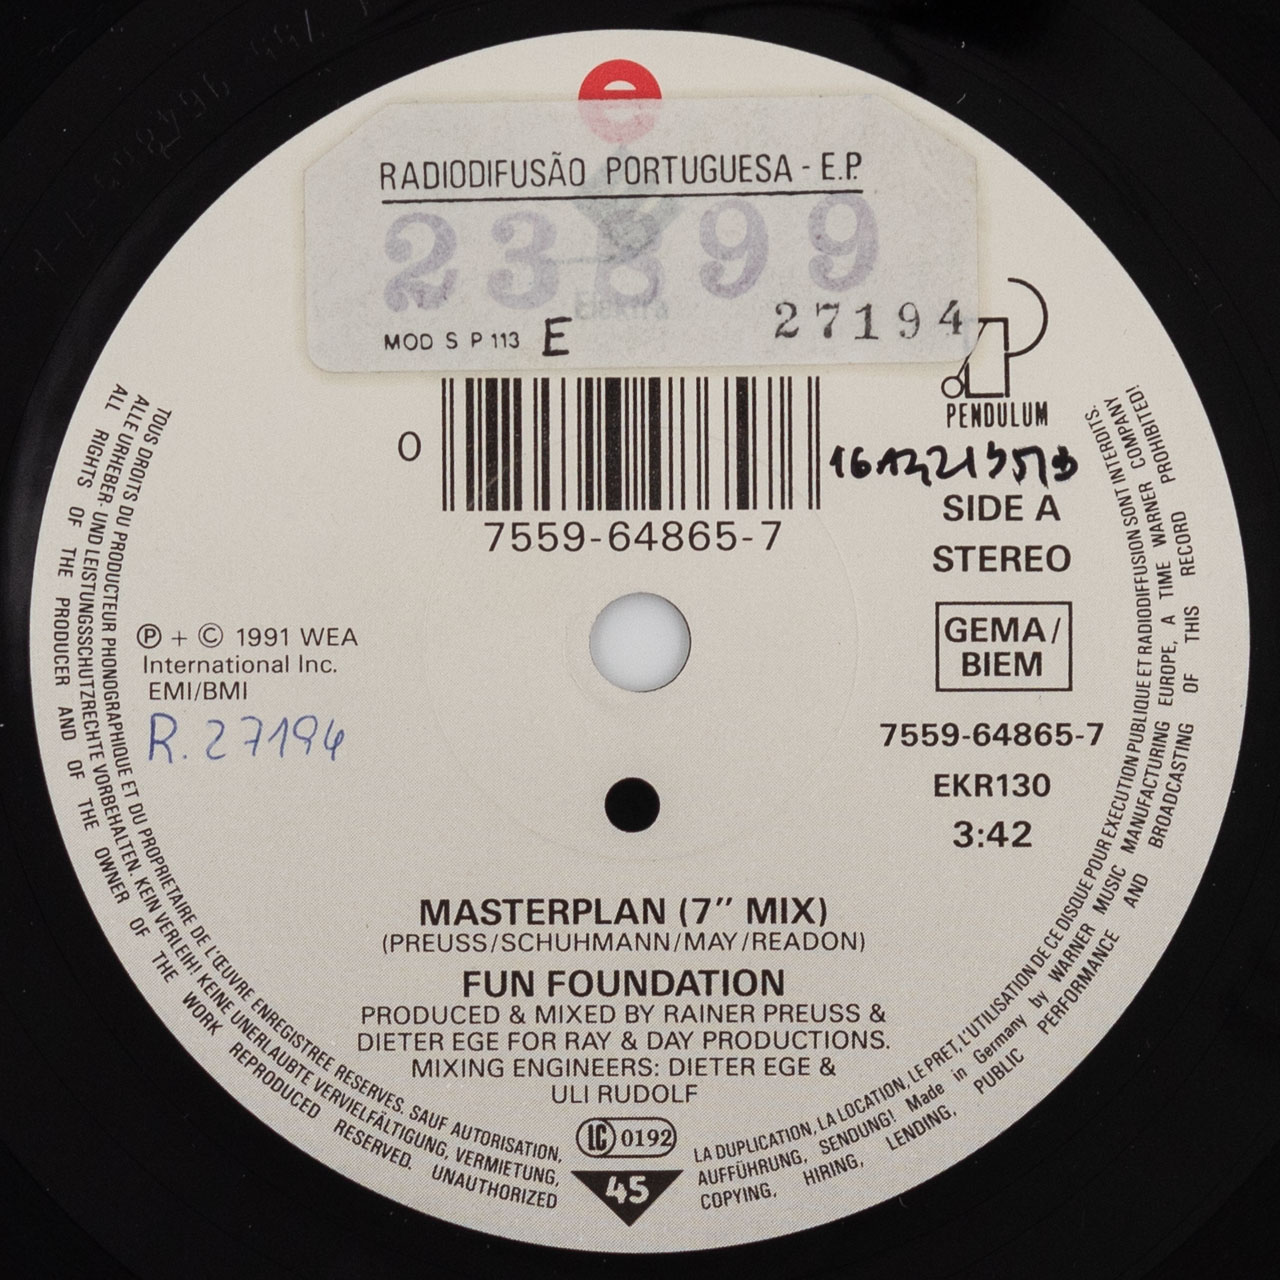 e
RADIODIFUSÃO PORTUGUESA - E.P.
Elektra
MOD S P 113 E
27194
PENDULUM
0
7559-64865-7
SIDE A
STEREO
GEMA/
BIEM
7559-64865-7
EKR130
3:42
℗ + © 1991 WEA
International Inc.
EMI/BMI
R. 27194
MASTERPLAN (7" MIX)
(PREUSS/SCHUHMANN/MAY/READON)
FUN FOUNDATION
PRODUCED & MIXED BY RAINER PREUSS &
DIETER EGE FOR RAY & DAY PRODUCTIONS.
MIXING ENGINEERS: DIETER EGE &
ULI RUDOLF
LC 0192
45
TOUS DROITS DU PRODUCTEUR PHONOGRAPHIQUE ET DU PROPRIETAIRE DE L'ŒUVRE ENREGISTREE RESERVES. SAUF AUTORISATION, LA DUPLICATION, LA LOCATION, LE PRET, L'UTILISATION DE CE DISQUE POUR EXECUTION PUBLIQUE ET RADIODIFFUSION SONT INTERDITS.
ALLE URHEBER- UND LEISTUNGSSCHUTZRECHTE VORBEHALTEN. KEIN VERLEIH! KEINE UNERLAUBTE VERVIELFÄLTIGUNG, VERMIETUNG, AUFFÜHRUNG, SENDUNG! Made in Germany by WARNER MUSIC MANUFACTURING EUROPE, A TIME WARNER COMPANY
ALL RIGHTS OF THE PRODUCER AND OF THE OWNER OF THE WORK REPRODUCED RESERVED. UNAUTHORIZED COPYING, HIRING, LENDING, PUBLIC PERFORMANCE AND BROADCASTING OF THIS RECORD PROHIBITED!